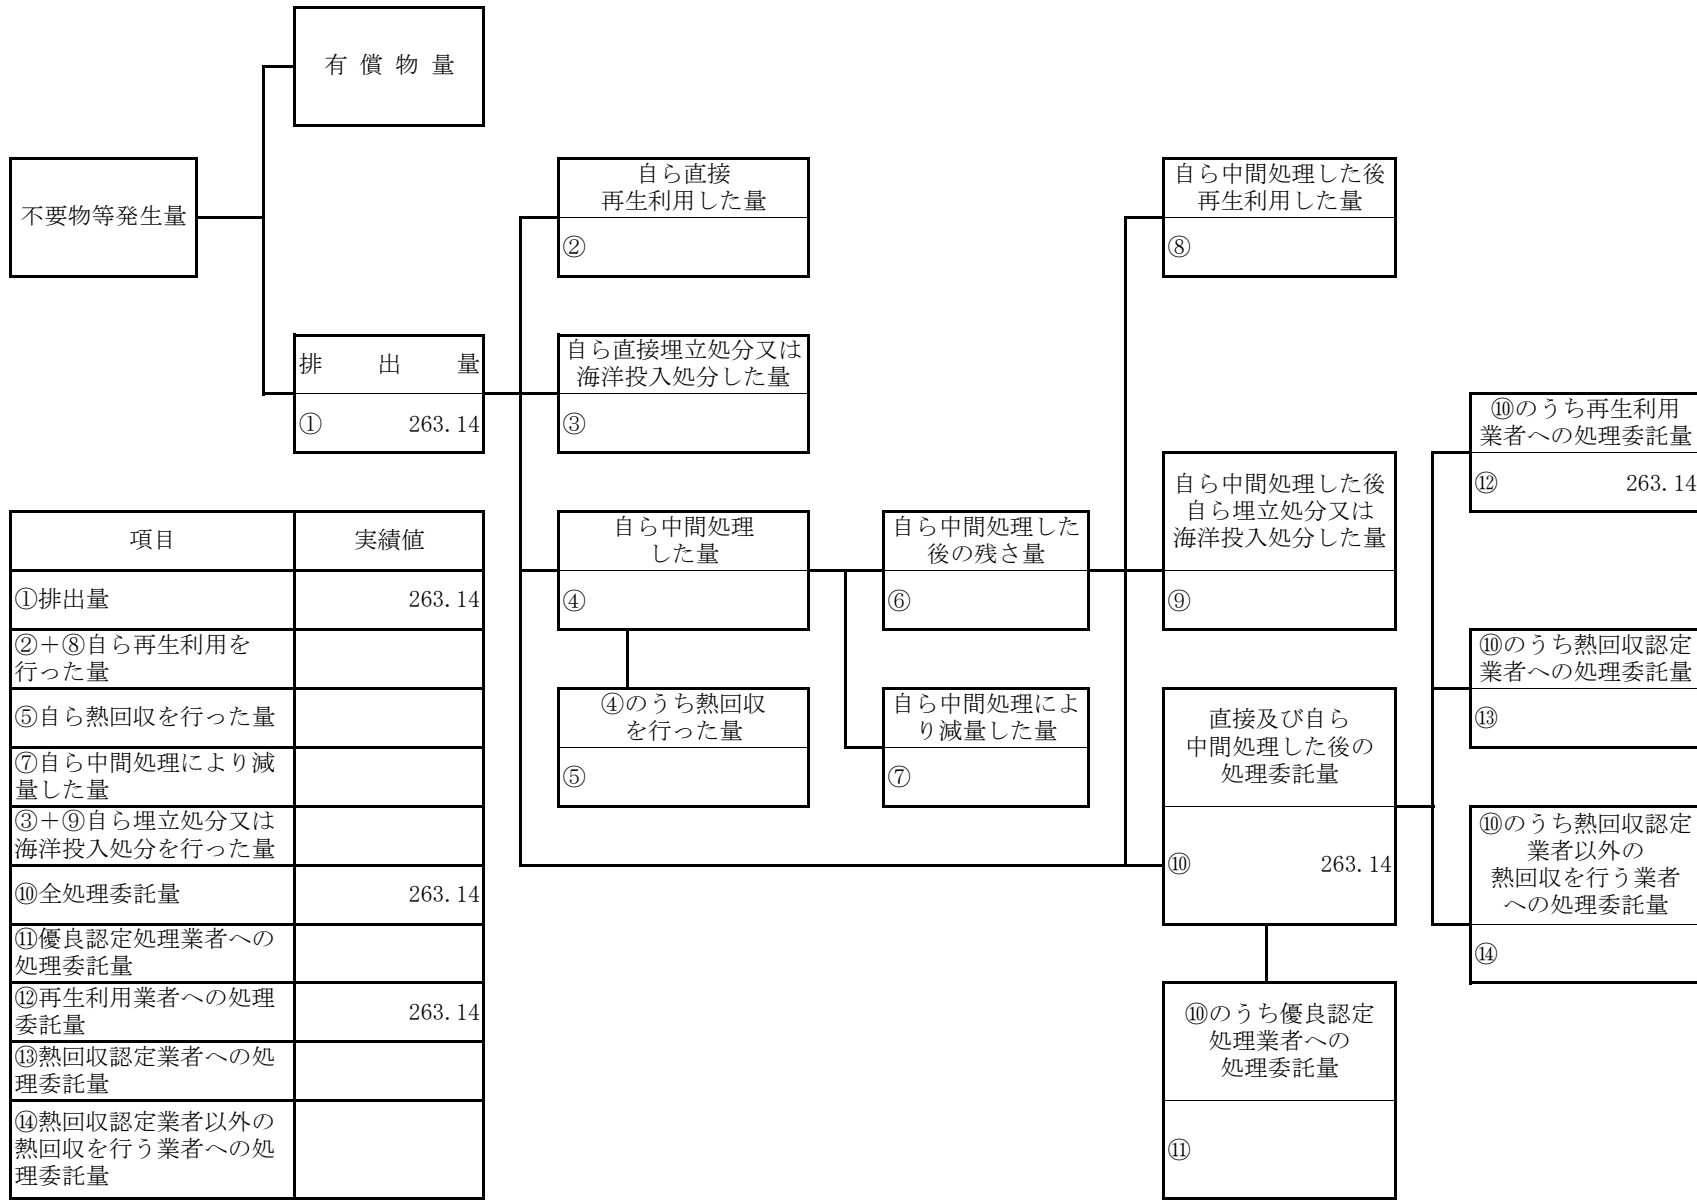 有償物量
不要物等発生量
自ら直接
再生利用した量
②
自ら中間処理した後
再生利用した量
⑧
排出量
① 263.14
自ら直接埋立処分又は
海洋投入処分した量
③
⑩のうち再生利用
業者への処理委託量
⑫ 263.14
自ら中間処理した後
自ら埋立処分又は
海洋投入処分した量
⑨
自ら中間処理
した量
④
自ら中間処理した
後の残さ量
⑥
⑩のうち熱回収認定
業者への処理委託量
⑬
④のうち熱回収
を行った量
⑤
自ら中間処理によ
り減量した量
⑦
直接及び自ら
中間処理した後の
処理委託量
⑩ 263.14
⑩のうち熱回収認定
業者以外の
熱回収を行う業者
への処理委託量
⑭
⑩のうち優良認定
処理業者への
処理委託量
⑪
項目 実績値
①排出量 263.14
②＋⑧自ら再生利用を
行った量
⑤自ら熱回収を行った量
⑦自ら中間処理により減
量した量
③＋⑨自ら埋立処分又は
海洋投入処分を行った量
⑩全処理委託量 263.14
⑪優良認定処理業者への
処理委託量
⑫再生利用業者への処理
委託量 263.14
⑬熱回収認定業者への処
理委託量
⑭熱回収認定業者以外の
熱回収を行う業者への処
理委託量